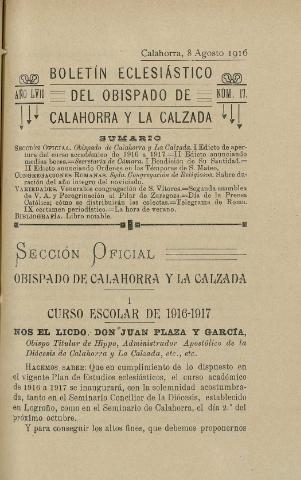 Calahorra, 8 Agosto 1916
BOLETÍN ECLESIÁSTICO
AÑO LVII
DEL OBISPADO DE
NÚM. 17.
CALAHORRA Y LA CALZADA
SUMARIO
SECCIÓN OFICIAL. Obispado de Calahorra y La Calzada. I Edicto de apertura
del curso académico de 1916 a 1917.—II Edicto anunciando
medias becas.—Secretaría de Cámara. I Bendición de Su Santidad.—
II Edicto anunciando Ordenes en las Témporas de S. Mateo.
CONGREGACIONES ROMANAS. Sgda. Congregación de Religiosos. Sobre duración
del año íntegro del noviciado.
VARIEDADES. Venerable congregación de S. Vítores.—Segunda asamblea
de V. A. y Peregrinación al Pilar de Zaragoza.—Día de la Prensa
Católica; cómo se distribuirán las colectas.—Telegrama de Roma.
IX certamen periodístico.—La hora de verano.
BIBLIOGRAFÍA. Libro notable.
SECCIÓN OFICIAL
OBISPADO DE CALAHORRA Y LA CALZADA
I
CURSO ESCOLAR DE 1916-1917
NOS EL LICDO. DON JUAN PLAZA Y GARCÍA,
Obispo Titular de Hippo, Administrador Apostólico de la
Diócesis de Calahorra y La Calzada, etc., etc.
HACEMOS SABER: Que en cumplimiento de lo dispuesto en
el vigente Plan de Estudios eclesiásticos, el curso académico
de 1916 a 1917 se inaugurará, con la solemnidad acostumbrada,
tanto en el Seminario Conciliar de la Diócesis, establecido
en Logroño, como en el Seminario de Calahorra, el día 2.º del
próximo octubre.
Y para conseguir los altos fines, que debemos proponernos